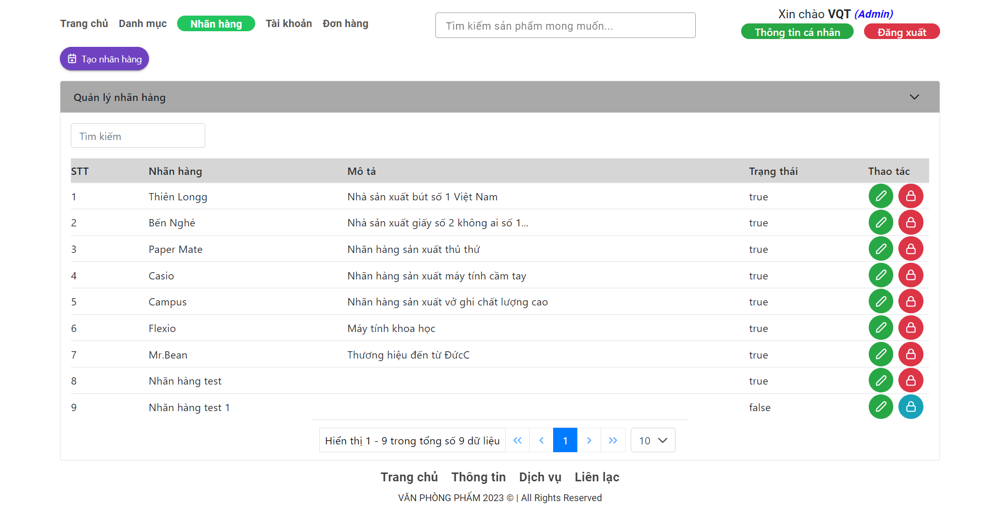 Trang chủ Danh mục Nhãn hàng Tài khoản Đơn hàng Tìm kiếm sản phẩm mong muốn... Xin chào VQT (Admin)
Thông tin cá nhân Đăng xuất
Tạo nhãn hàng
Quản lý nhãn hàng
Tìm kiếm
STT Nhãn hàng Mô tả Trạng thái Thao tác
1 Thiên Longg Nhà sản xuất bút số 1 Việt Nam true
2 Bến Nghé Nhà sản xuất giấy số 2 không ai số 1... true
3 Paper Mate Nhãn hàng sản xuất thủ thứ true
4 Casio Nhãn hàng sản xuất máy tính cầm tay true
5 Campus Nhãn hàng sản xuất vở ghi chất lượng cao true
6 Flexio Máy tính khoa học true
7 Mr.Bean Thương hiệu đến từ ĐứcC true
8 Nhãn hàng test true
9 Nhãn hàng test 1 false
Hiển thị 1 - 9 trong tổng số 9 dữ liệu 1 10
Trang chủ Thông tin Dịch vụ Liên lạc
VĂN PHÒNG PHẨM 2023 © | All Rights Reserved